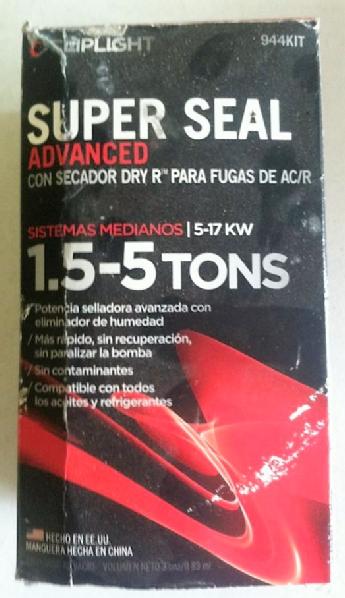 944KIT
SUPER SEAL
ADVANCED
CON SECADOR DRY R™ PARA FUGAS DE AC/R
SISTEMAS MEDIANOS | 5-17 KW
1.5-5 TONS
/ Potencia selladora avanzada con
eliminador de humedad
/ Más rápido, sin recuperación,
sin paralizar la bomba
/ Sin contaminantes
/ Compatible con todos
los aceites y refrigerantes
HECHO EN EE.UU.
MANGUERA HECHA EN CHINA
VOLUMEN NETO